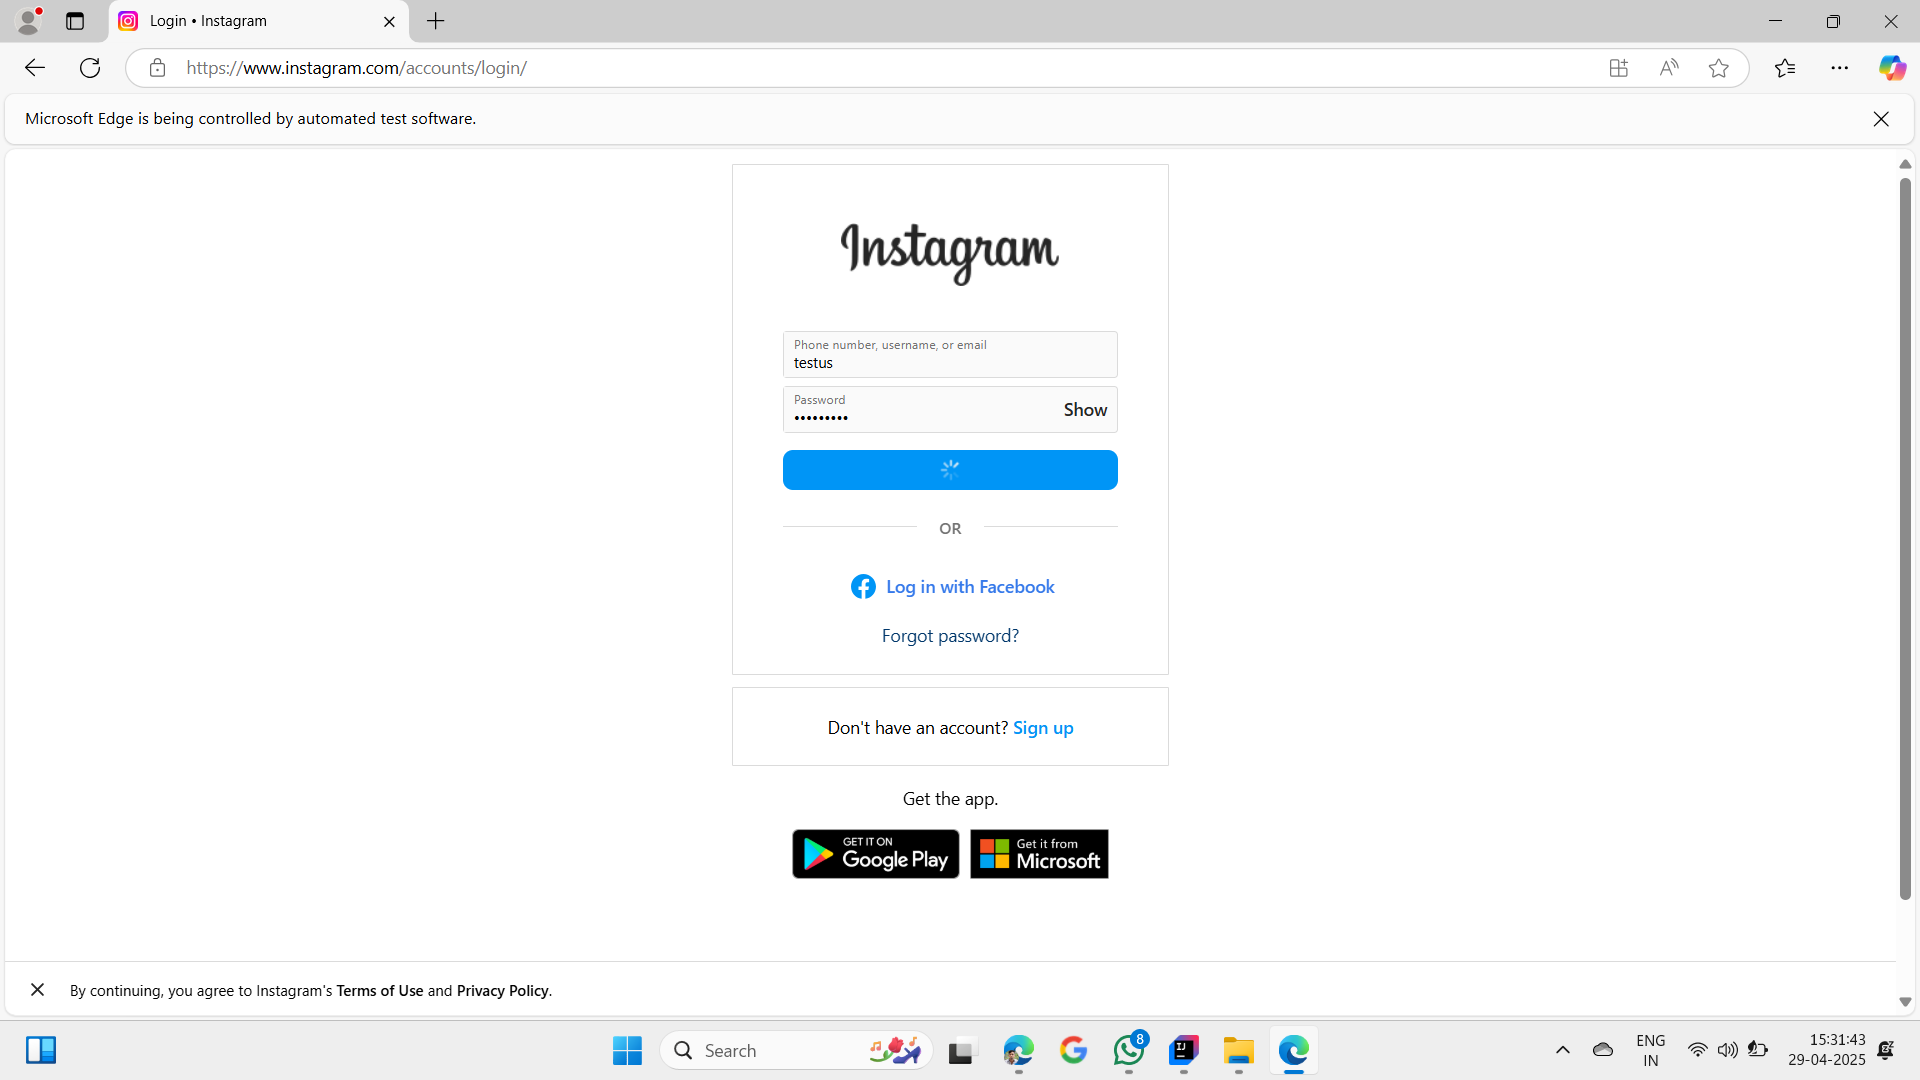 Login • Instagram
https://www.instagram.com/accounts/login/
Microsoft Edge is being controlled by automated test software.
Instagram
Phone number, username, or email
testus
Password
•••••••••
Show
OR
Log in with Facebook
Forgot password?
Don't have an account? Sign up
Get the app.
GET IT ON
Google Play
Get it from
Microsoft
By continuing, you agree to Instagram's Terms of Use and Privacy Policy.
Search
8
IJ
ENG
IN
15:31:43
29-04-2025